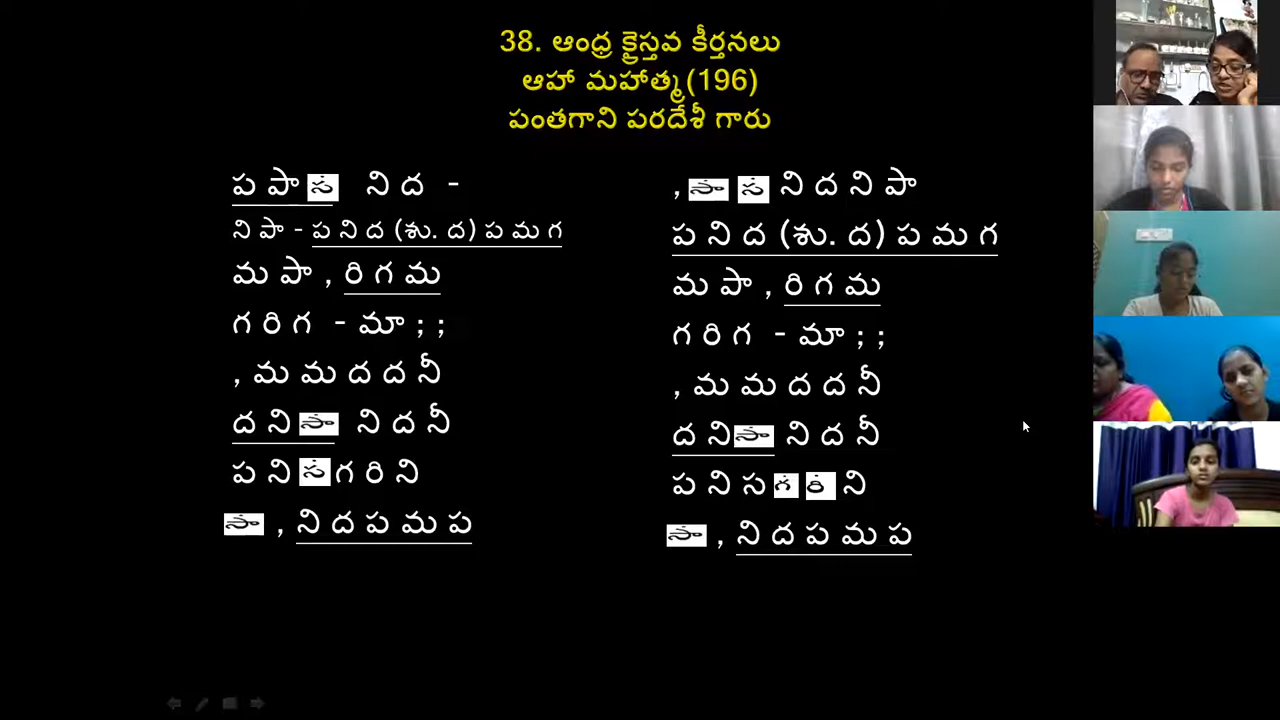 38. ఆంధ్ర క్రైస్తవ కీర్తనలు
ఆహా మహాత్మ (196)
పంతగాని పరదేశీ గారు
ప పా స̇ ని ద -
ని పా - ప ని ద (శు. ద) ప మ గ
మ పా , రి గ మ
గ రి గ - మా ; ;
, మ మ ద ద నీ
ద ని సా̇ ని ద నీ
ప ని స̇ గ రి ని
సా̇ , ని ద ప మ ప
, సా̇ స̇ ని ద ని పా
ప ని ద (శు. ద) ప మ గ
మ పా , రి గ మ
గ రి గ - మా ; ;
, మ మ ద ద నీ
ద ని సా̇ ని ద నీ
ప ని స గ̇ రి̇ ని
సా̇ , ని ద ప మ ప